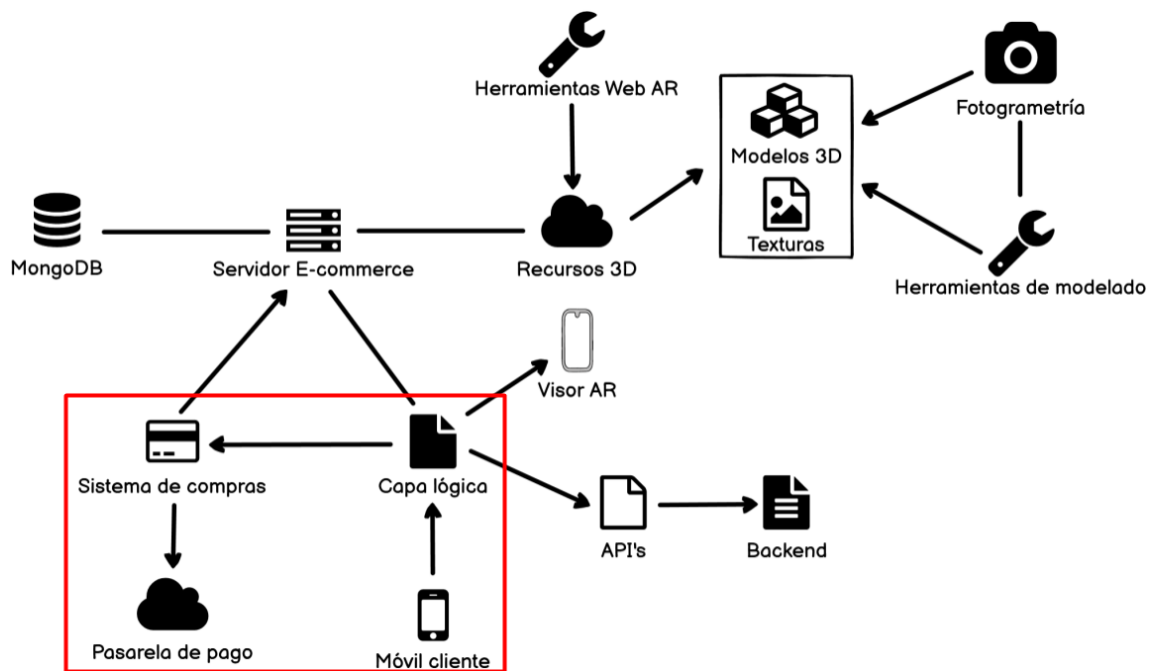 Herramientas Web AR
Fotogrametría
Modelos 3D
Texturas
MongoDB
Servidor E-commerce
Recursos 3D
Herramientas de modelado
Visor AR
Sistema de compras
Capa lógica
API's
Backend
Pasarela de pago
Móvil cliente